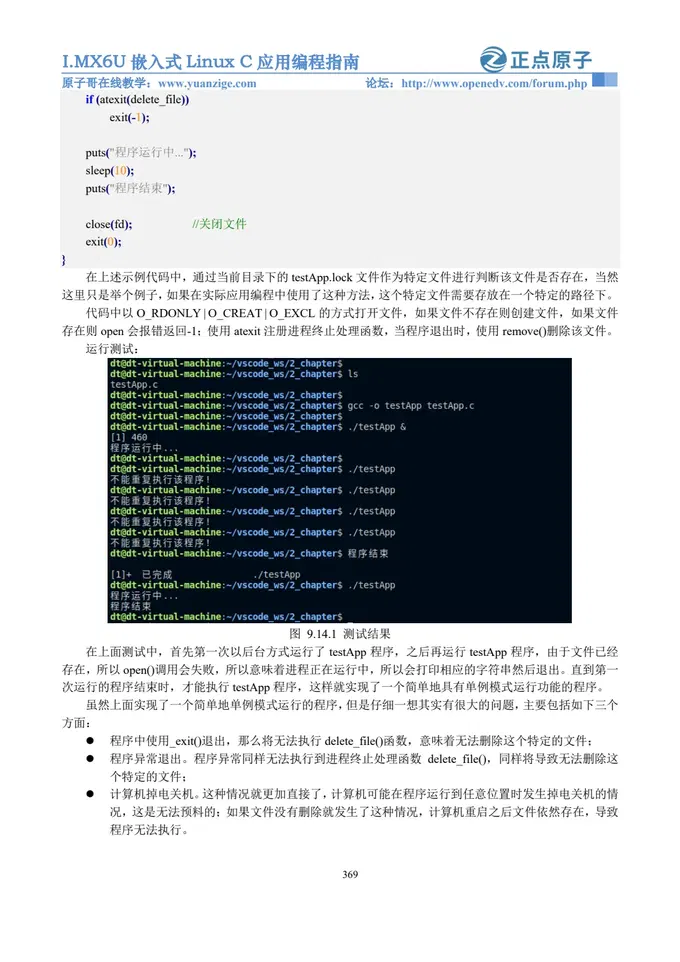 I.MX6U 嵌入式 Linux C 应用编程指南
正点原子
原子哥在线教学：www.yuanzige.com
论坛：http://www.openedv.com/forum.php
if (atexit(delete_file))
exit(-1);
puts("程序运行中...");
sleep(10);
puts("程序结束");
close(fd); //关闭文件
exit(0);
}
在上述示例代码中，通过当前目录下的 testApp.lock 文件作为特定文件进行判断该文件是否存在，当然
这里只是举个例子，如果在实际应用编程中使用了这种方法，这个特定文件需要存放在一个特定的路径下。
代码中以 O_RDONLY | O_CREAT | O_EXCL 的方式打开文件，如果文件不存在则创建文件，如果文件
存在则 open 会报错返回-1；使用 atexit 注册进程终止处理函数，当程序退出时，使用 remove()删除该文件。
运行测试：
dt@dt-virtual-machine:~/vscode_ws/2_chapter$
dt@dt-virtual-machine:~/vscode_ws/2_chapter$ ls
testApp.c
dt@dt-virtual-machine:~/vscode_ws/2_chapter$
dt@dt-virtual-machine:~/vscode_ws/2_chapter$ gcc -o testApp testApp.c
dt@dt-virtual-machine:~/vscode_ws/2_chapter$
dt@dt-virtual-machine:~/vscode_ws/2_chapter$ ./testApp &
[1] 460
程序运行中...
dt@dt-virtual-machine:~/vscode_ws/2_chapter$
dt@dt-virtual-machine:~/vscode_ws/2_chapter$ ./testApp
不能重复执行该程序！
dt@dt-virtual-machine:~/vscode_ws/2_chapter$ ./testApp
不能重复执行该程序！
dt@dt-virtual-machine:~/vscode_ws/2_chapter$ ./testApp
不能重复执行该程序！
dt@dt-virtual-machine:~/vscode_ws/2_chapter$ ./testApp
不能重复执行该程序！
dt@dt-virtual-machine:~/vscode_ws/2_chapter$ 程序结束
[1]+ 已完成 ./testApp
dt@dt-virtual-machine:~/vscode_ws/2_chapter$ ./testApp
程序运行中...
程序结束
dt@dt-virtual-machine:~/vscode_ws/2_chapter$ _
图 9.14.1 测试结果
在上面测试中，首先第一次以后台方式运行了 testApp 程序，之后再运行 testApp 程序，由于文件已经
存在，所以 open()调用会失败，所以意味着进程正在运行中，所以会打印相应的字符串然后退出。直到第一
次运行的程序结束时，才能执行 testApp 程序，这样就实现了一个简单地具有单例模式运行功能的程序。
虽然上面实现了一个简单地单例模式运行的程序，但是仔细一想其实有很大的问题，主要包括如下三个
方面：
● 程序中使用_exit()退出，那么将无法执行 delete_file()函数，意味着无法删除这个特定的文件；
● 程序异常退出。程序异常同样无法执行到进程终止处理函数 delete_file()，同样将导致无法删除这
个特定的文件；
● 计算机掉电关机。这种情况就更加直接了，计算机可能在程序运行到任意位置时发生掉电关机的情
况，这是无法预料的；如果文件没有删除就发生了这种情况，计算机重启之后文件依然存在，导致
程序无法执行。
369